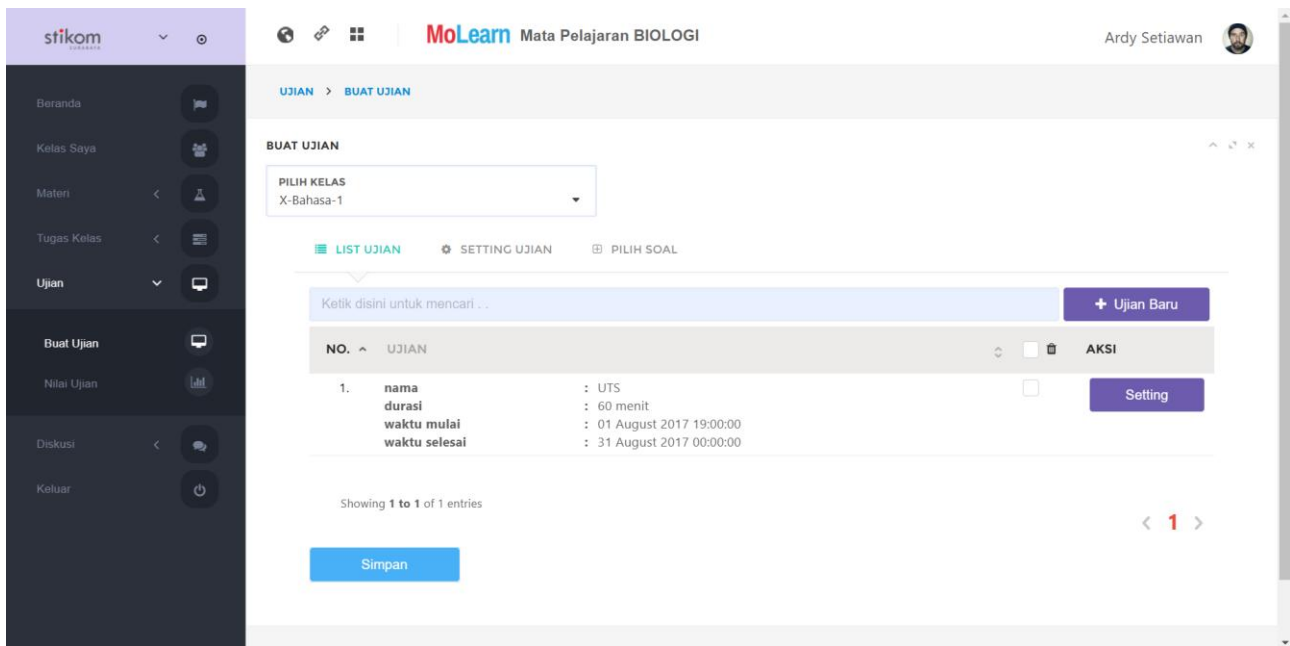 stikom
SURABAYA
MoLearn Mata Pelajaran BIOLOGI
Ardy Setiawan
Beranda
Kelas Saya
Materi
Tugas Kelas
Ujian
Buat Ujian
Nilai Ujian
Diskusi
Keluar
UJIAN > BUAT UJIAN
BUAT UJIAN
PILIH KELAS
X-Bahasa-1
LIST UJIAN SETTING UJIAN PILIH SOAL
Ketik disini untuk mencari . .
+ Ujian Baru
NO. UJIAN AKSI
1. nama : UTS
durasi : 60 menit
waktu mulai : 01 August 2017 19:00:00
waktu selesai : 31 August 2017 00:00:00
Setting
Showing 1 to 1 of 1 entries
< 1 >
Simpan